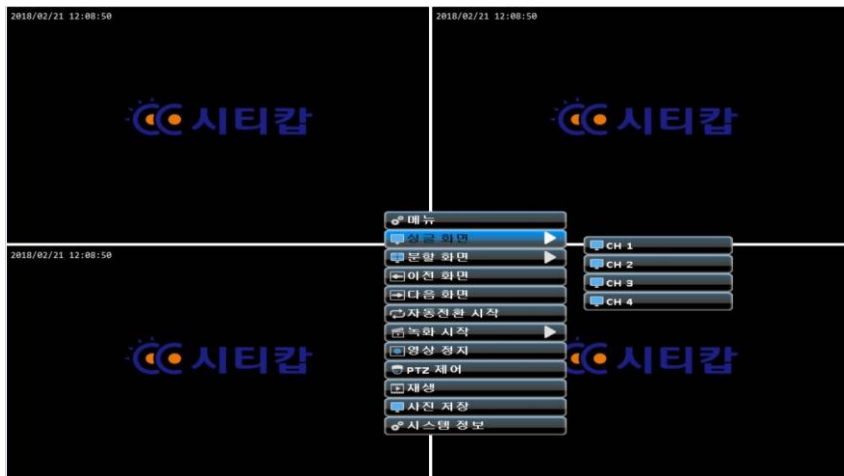 2018/02/21 12:08:50
2018/02/21 12:08:50
시티캅
시티캅
메뉴
싱글 화면
분할 화면
이전 화면
다음 화면
자동전환 시작
녹화 시작
영상 정지
PTZ 제어
재생
사진 저장
시스템 정보
CH 1
CH 2
CH 3
CH 4
2018/02/21 12:08:50
시티캅
시티캅